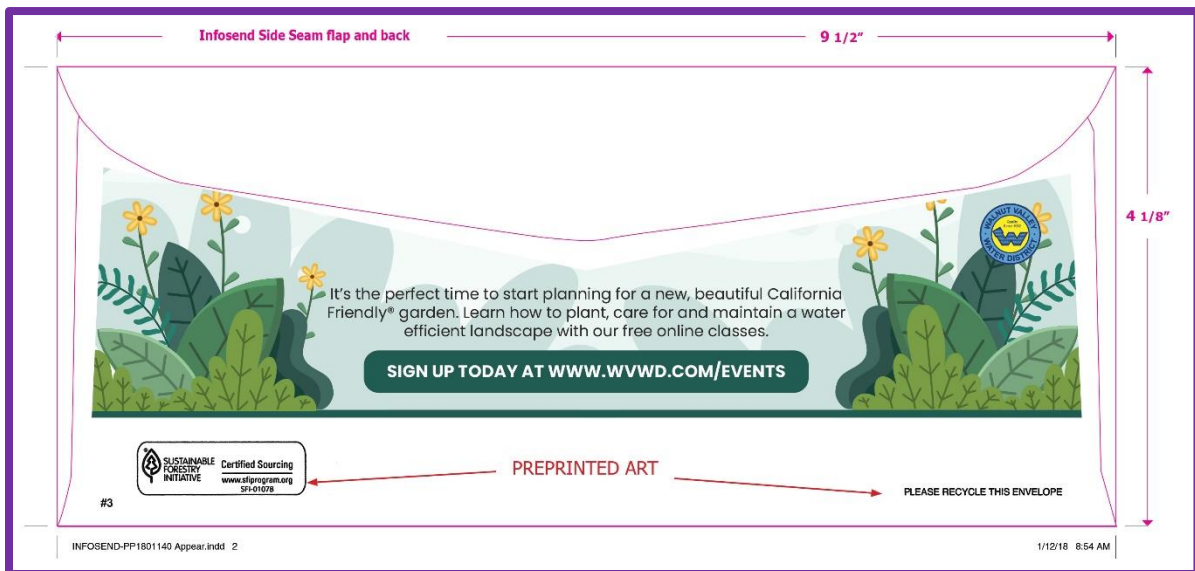 Infosend Side Seam flap and back
9 1/2"
4 1/8"
WALNUT VALLEY
WATER DISTRICT
It's the perfect time to start planning for a new, beautiful California
Friendly® garden. Learn how to plant, care for and maintain a water
efficient landscape with our free online classes.
SIGN UP TODAY AT WWW.WVWD.COM/EVENTS
SUSTAINABLE
FORESTRY
INITIATIVE
Certified Sourcing
www.sfiprogram.org
SFI-01078
PREPRINTED ART
PLEASE RECYCLE THIS ENVELOPE
#3
INFOSEND-PP1801140 Appear.indd 2
1/12/18 8:54 AM